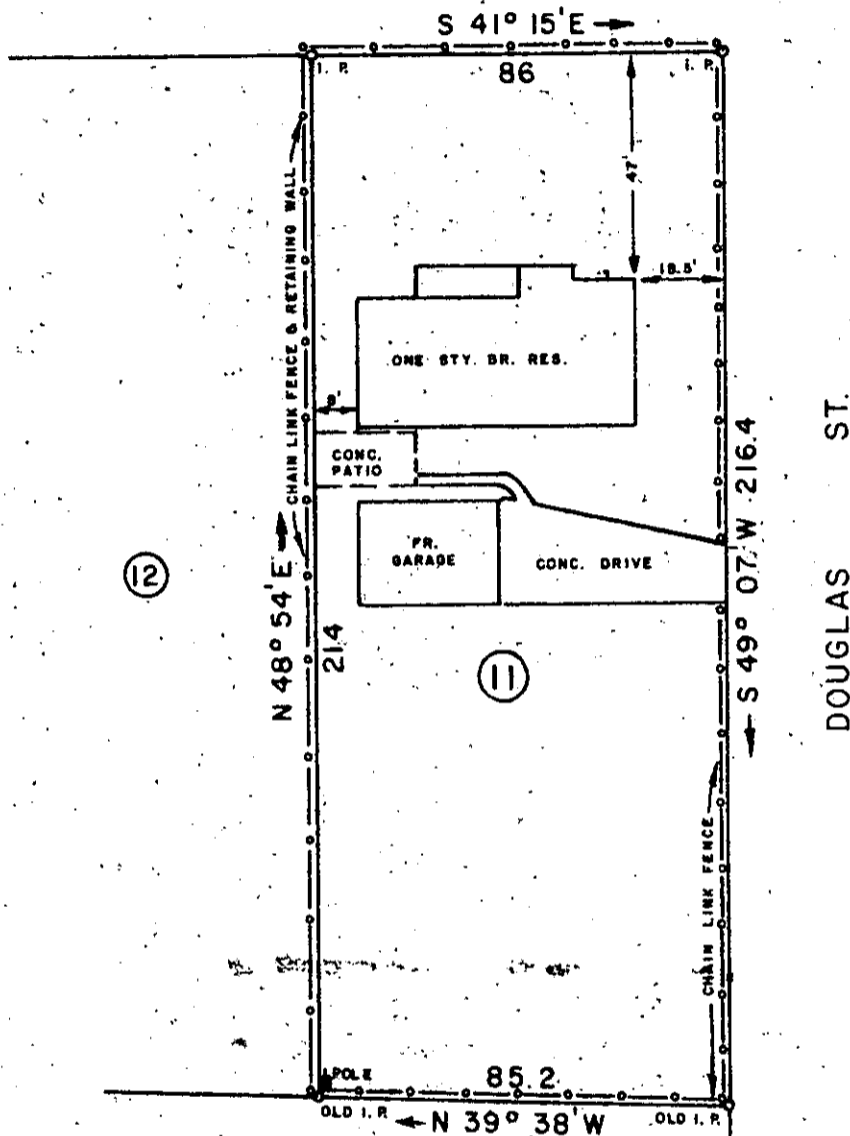 S 41° 15' E
I. P.
86
I. P.
47'
18.5'
CHAIN LINK FENCE & RETAINING WALL
ONE STY. BR. RES.
9'
CONC.
PATIO
FR.
GARAGE
CONC. DRIVE
12
N 48° 54' E
214
11
S 49° 07' W 216.4
DOUGLAS ST.
CHAIN LINK FENCE
POLE
85.2
OLD I. P.
N 39° 38' W
OLD I. P.